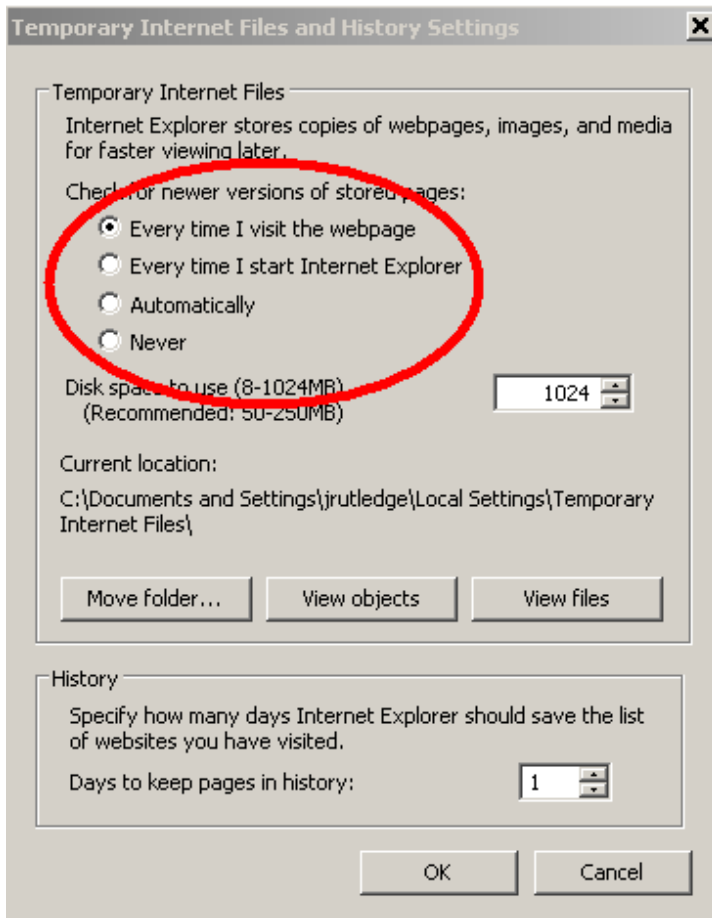 Temporary Internet Files and History Settings
Temporary Internet Files
Internet Explorer stores copies of webpages, images, and media
for faster viewing later.
Check for newer versions of stored pages:
Every time I visit the webpage
Every time I start Internet Explorer
Automatically
Never
Disk space to use (8-1024MB)
(Recommended: 50-250MB)
1024
Current location:
C:\Documents and Settings\jrutledge\Local Settings\Temporary
Internet Files\
Move folder... View objects View files
History
Specify how many days Internet Explorer should save the list
of websites you have visited.
Days to keep pages in history: 1
OK Cancel